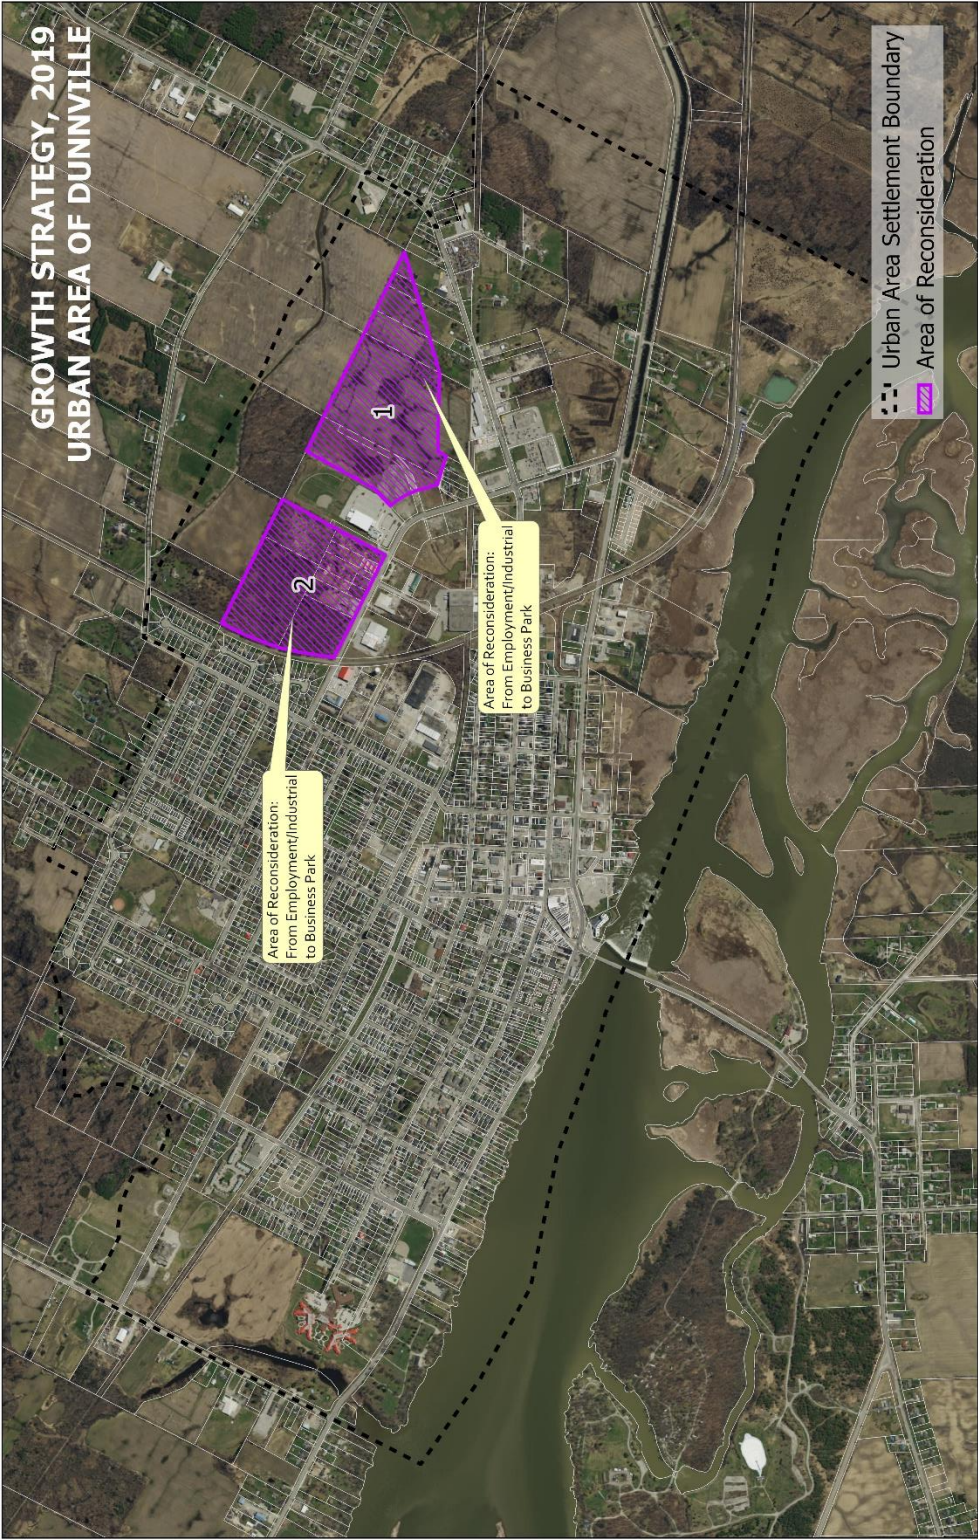 GROWTH STRATEGY, 2019
URBAN AREA OF DUNNVILLE
1
2
Area of Reconsideration:
From Employment/Industrial
to Business Park
Area of Reconsideration:
From Employment/Industrial
to Business Park
Urban Area Settlement Boundary
Area of Reconsideration